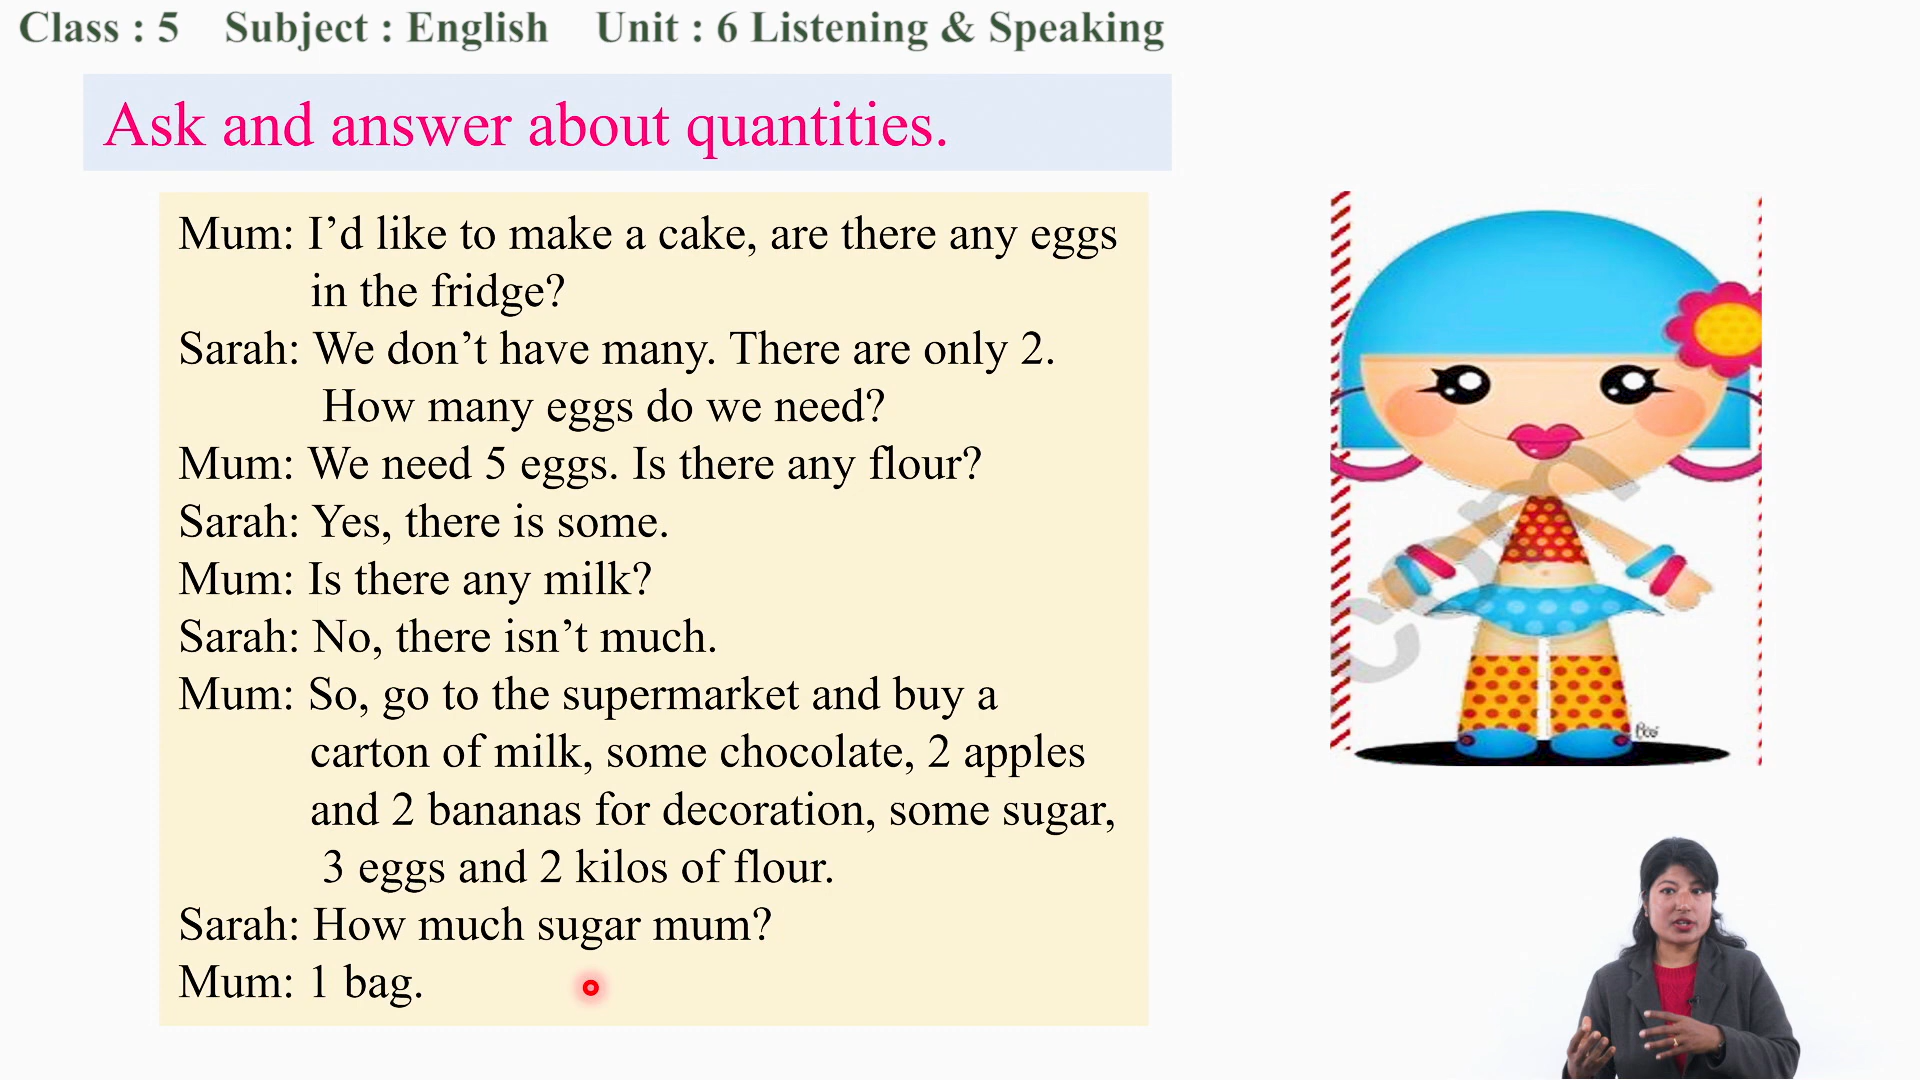 Class : 5 Subject : English Unit : 6 Listening & Speaking
Ask and answer about quantities.
Mum: I’d like to make a cake, are there any eggs
in the fridge?
Sarah: We don’t have many. There are only 2.
How many eggs do we need?
Mum: We need 5 eggs. Is there any flour?
Sarah: Yes, there is some.
Mum: Is there any milk?
Sarah: No, there isn’t much.
Mum: So, go to the supermarket and buy a
carton of milk, some chocolate, 2 apples
and 2 bananas for decoration, some sugar,
3 eggs and 2 kilos of flour.
Sarah: How much sugar mum?
Mum: 1 bag.
com